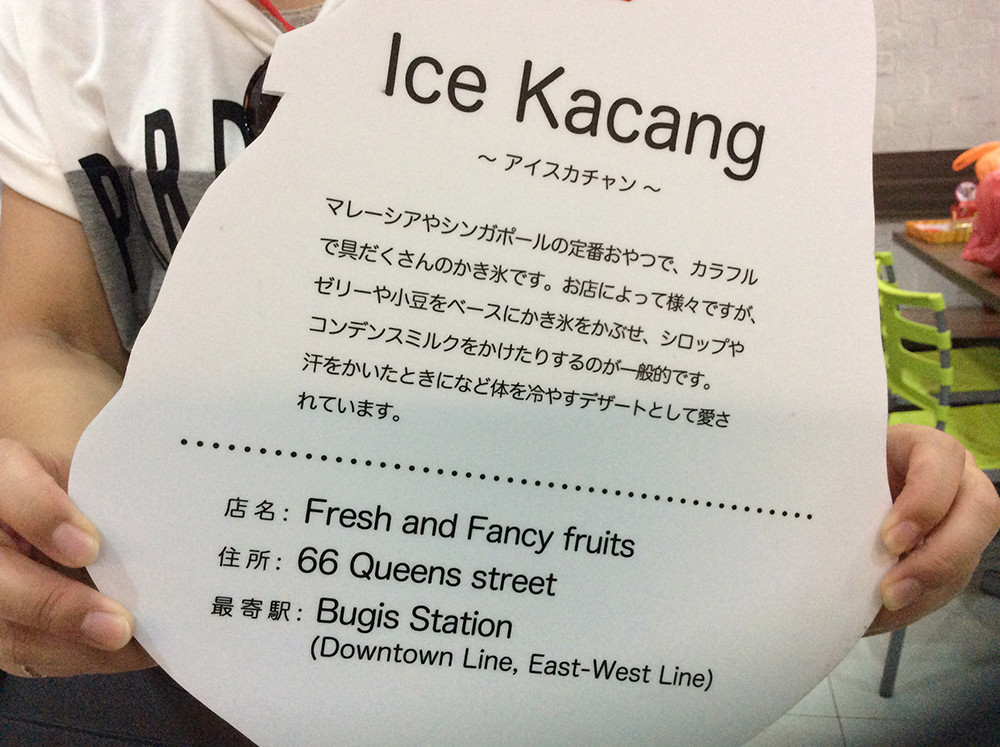 PAR
Ice Kacang
～ アイスカチャン ～
マレーシアやシンガポールの定番おやつで、カラフル
で具だくさんのかき氷です。お店によって様々ですが、
ゼリーや小豆をベースにかき氷をかぶせ、シロップや
コンデンスミルクをかけたりするのが一般的です。
汗をかいたときになど体を冷やすデザートとして愛さ
れています。
店名: Fresh and Fancy fruits
住所: 66 Queens street
最寄駅: Bugis Station
(Downtown Line, East-West Line)